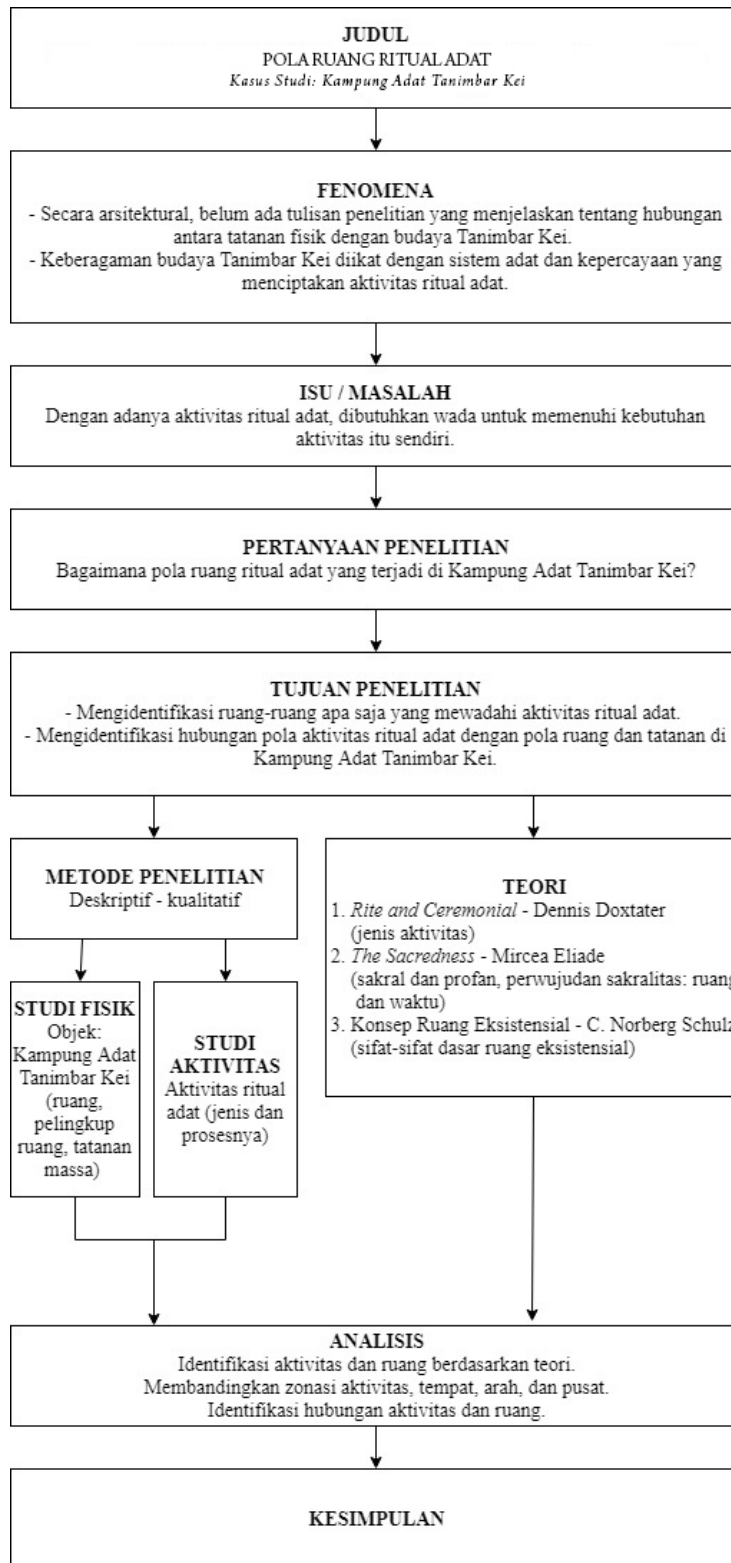 JUDUL
POLA RUANG RITUAL ADAT
Kasus Studi: Kampung Adat Tanimbar Kei
FENOMENA
- Secara arsitektural, belum ada tulisan penelitian yang menjelaskan tentang hubungan
antara tatanan fisik dengan budaya Tanimbar Kei.
- Keberagaman budaya Tanimbar Kei diikat dengan sistem adat dan kepercayaan yang
menciptakan aktivitas ritual adat.
ISU / MASALAH
Dengan adanya aktivitas ritual adat, dibutuhkan wada untuk memenuhi kebutuhan
aktivitas itu sendiri.
PERTANYAAN PENELITIAN
Bagaimana pola ruang ritual adat yang terjadi di Kampung Adat Tanimbar Kei?
TUJUAN PENELITIAN
- Mengidentifikasi ruang-ruang apa saja yang mewadahi aktivitas ritual adat.
- Mengidentifikasi hubungan pola aktivitas ritual adat dengan pola ruang dan tatanan di
Kampung Adat Tanimbar Kei.
METODE PENELITIAN
Deskriptif - kualitatif
STUDI FISIK
Objek:
Kampung Adat
Tanimbar Kei
(ruang,
pelingkup
ruang, tatanan
massa)
STUDI
AKTIVITAS
Aktivitas ritual
adat (jenis dan
prosesnya)
TEORI
1. Rite and Ceremonial - Dennis Doxtater
(jenis aktivitas)
2. The Sacredness - Mircea Eliade
(sakral dan profan, perwujudan sakralitas: ruang
dan waktu)
3. Konsep Ruang Eksistensial - C. Norberg Schulz
(sifat-sifat dasar ruang eksistensial)
ANALISIS
Identifikasi aktivitas dan ruang berdasarkan teori.
Membandingkan zonasi aktivitas, tempat, arah, dan pusat.
Identifikasi hubungan aktivitas dan ruang.
KESIMPULAN